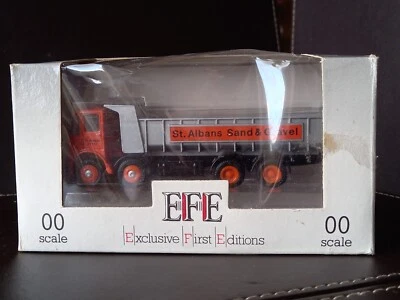 St. Albans Sand & Gravel
EFE
00
scale
Exclusive First Editions
00
scale